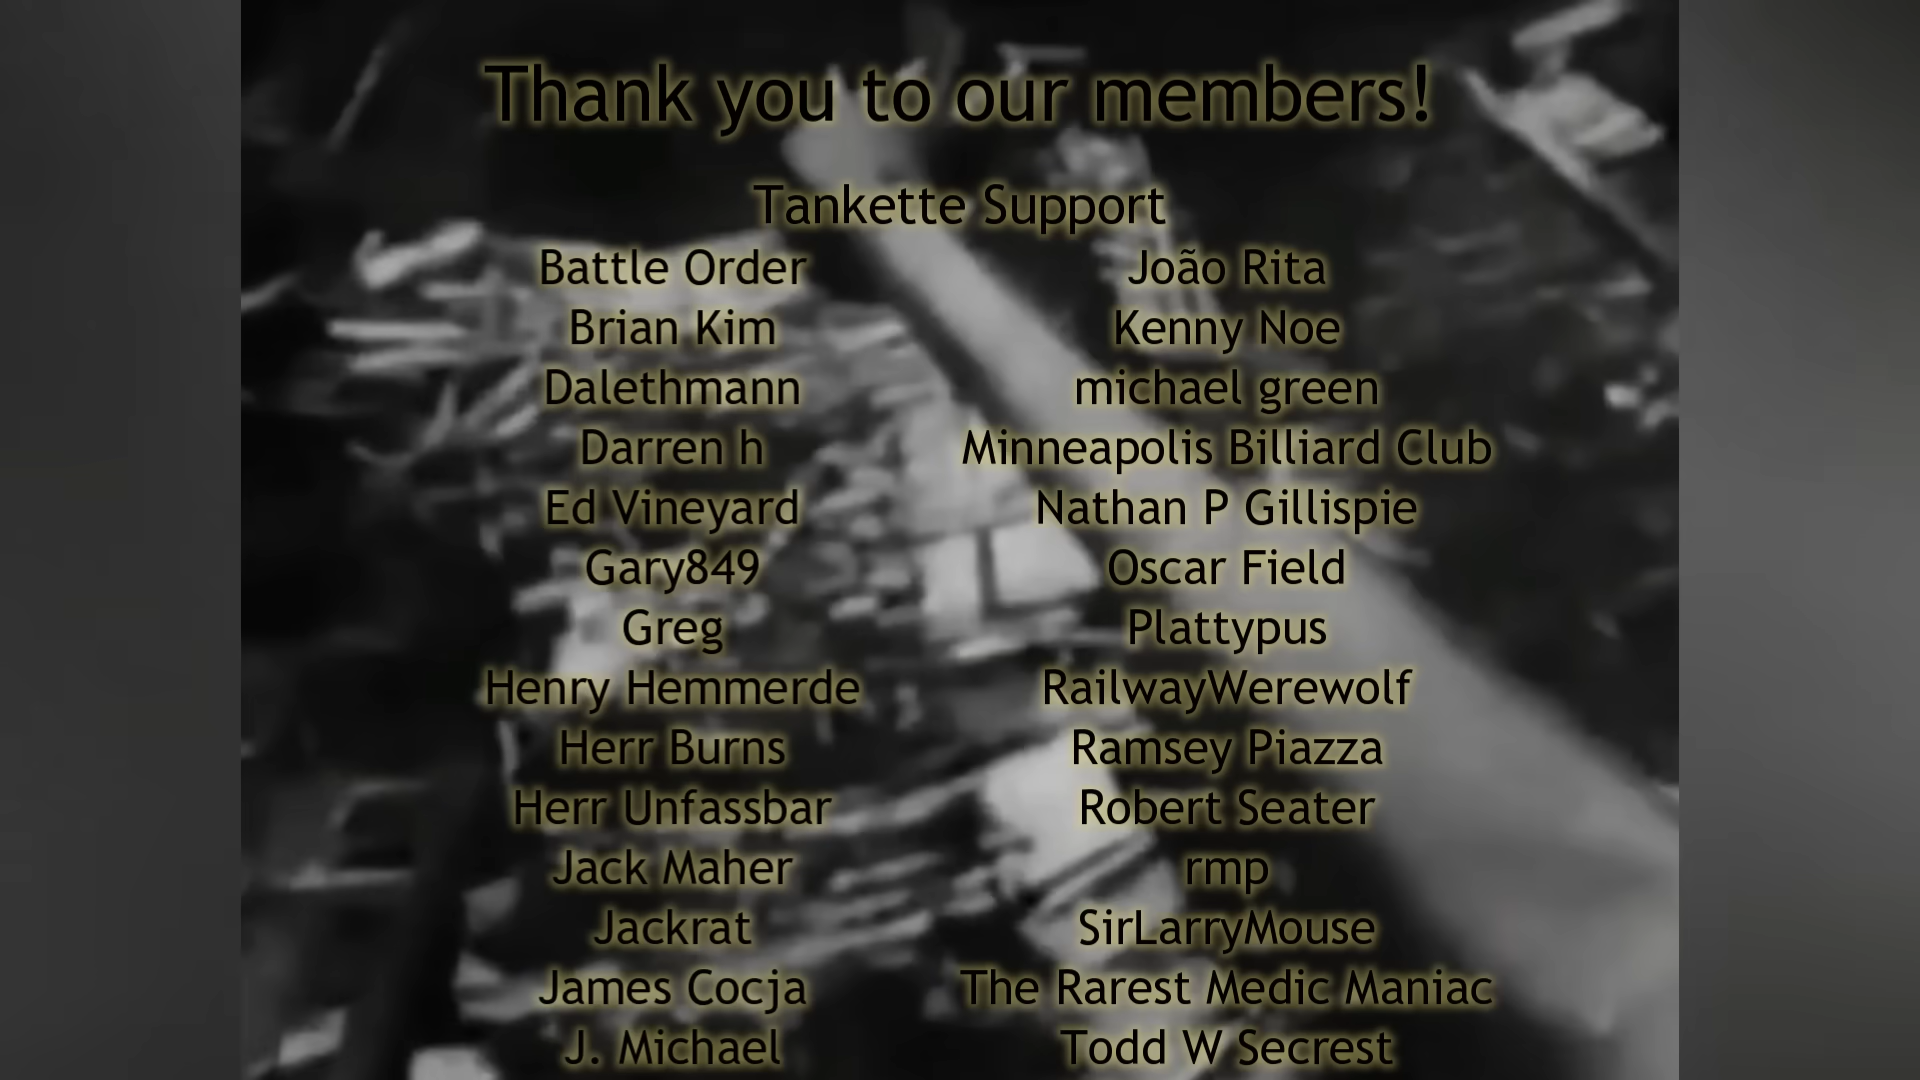 Thank you to our members!
Tankette Support
Battle Order
Brian Kim
Dalethmann
Darren h
Ed Vineyard
Gary849
Greg
Henry Hemmerde
Herr Burns
Herr Unfassbar
Jack Maher
Jackrat
James Cocja
J. Michael
João Rita
Kenny Noe
michael green
Minneapolis Billiard Club
Nathan P Gillispie
Oscar Field
Plattypus
RailwayWerewolf
Ramsey Piazza
Robert Seater
rmp
SirLarryMouse
The Rarest Medic Maniac
Todd W Secrest